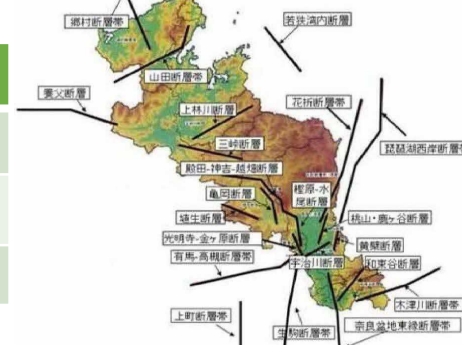 郷村断層帯
若狭湾内断層
山田断層帯
養父断層
上林川断層
花折断層帯
三峠断層
琵琶湖西岸断層帯
殿田-神吉-越畑断層
亀岡断層
樫原-水
尾断層
埴生断層
桃山・鹿ヶ谷断層
光明寺-金ヶ原断層
黄檗断層
有馬-高槻断層帯
宇治川断層
和束谷断層
木津川断層帯
上町断層帯
奈良盆地東縁断層帯
生駒断層帯